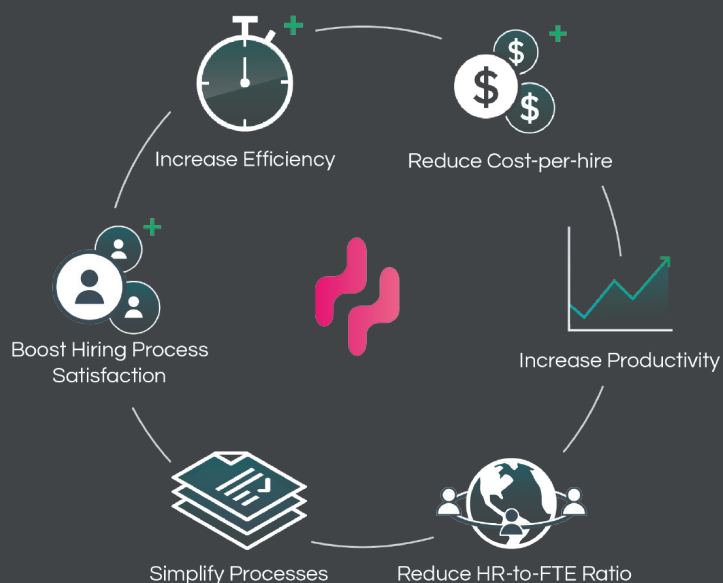 Increase Efficiency
Reduce Cost-per-hire
Increase Productivity
Reduce HR-to-FTE Ratio
Simplify Processes
Boost Hiring Process
Satisfaction